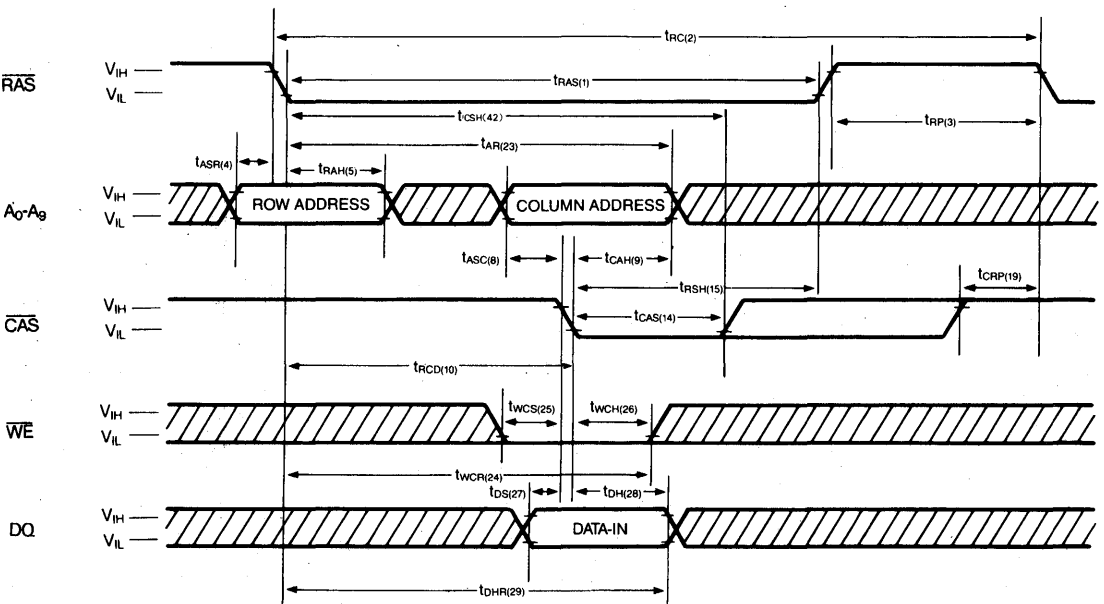 tRC(2)
RAS
VIH
VIL
tRAS(1)
tCSH(42)
tRP(3)
tAR(23)
tASR(4)
tRAH(5)
A0-A9
VIH
VIL
ROW ADDRESS
COLUMN ADDRESS
tASC(8)
tCAH(9)
tCRP(19)
tRSH(15)
CAS
VIH
VIL
tCAS(14)
tRCD(10)
WE
VIH
VIL
tWCS(25)
tWCH(26)
tWCR(24)
tDS(27)
tDH(28)
DQ
VIH
VIL
DATA-IN
tDHR(29)